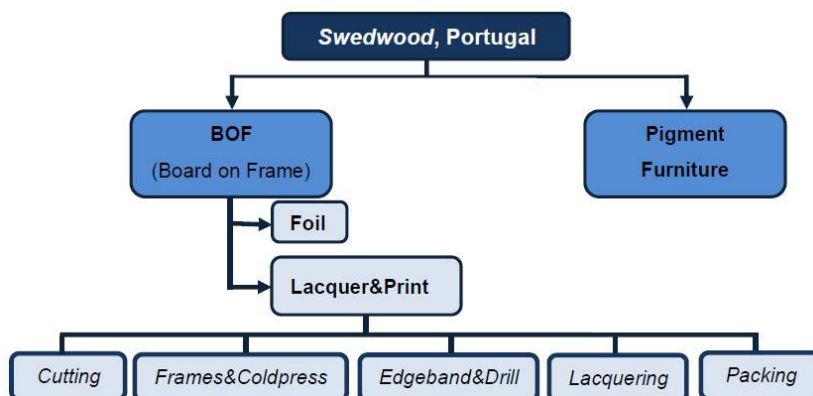 Swedwood, Portugal
BOF
(Board on Frame)
Pigment
Furniture
Foil
Lacquer&Print
Cutting
Frames&Coldpress
Edgeband&Drill
Lacquering
Packing